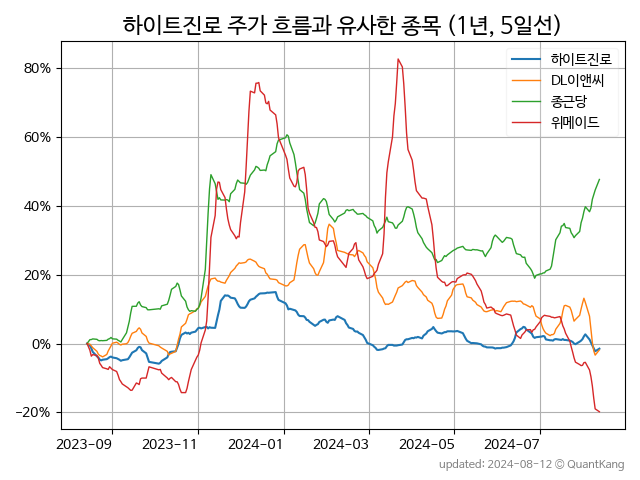 하이트진로 주가 흐름과 유사한 종목 (1년, 5일선)
하이트진로
DL이앤씨
종근당
위메이드
80%
60%
40%
20%
0%
−20%
2023-09 2023-11 2024-01 2024-03 2024-05 2024-07
updated: 2024-08-12 © QuantKang